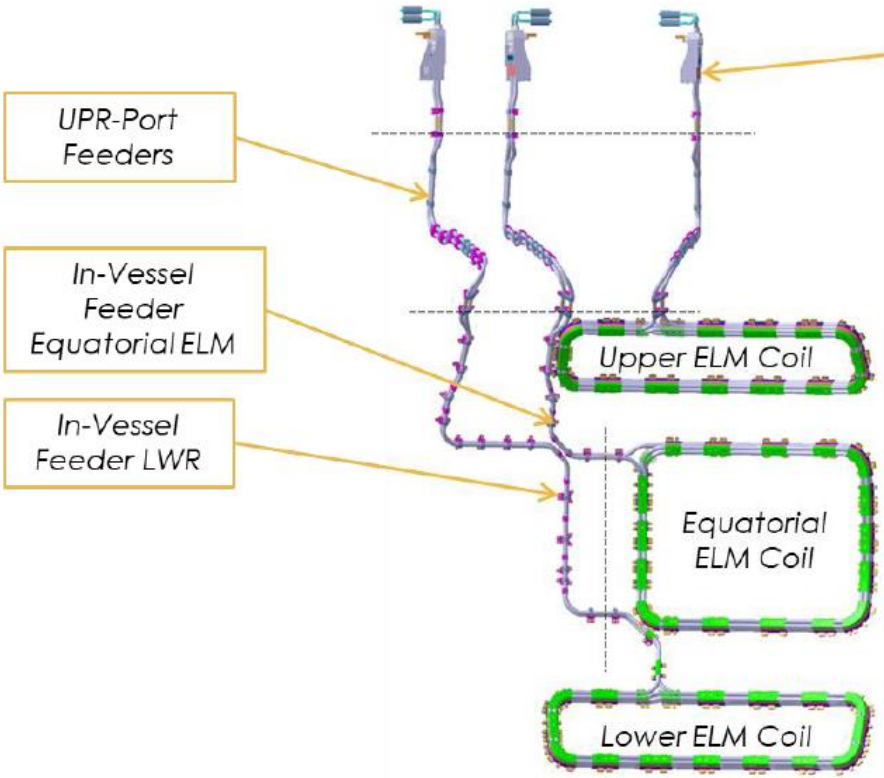 UPR-Port
Feeders
In-Vessel
Feeder
Equatorial ELM
Upper ELM Coil
In-Vessel
Feeder LWR
Equatorial
ELM Coil
Lower ELM Coil